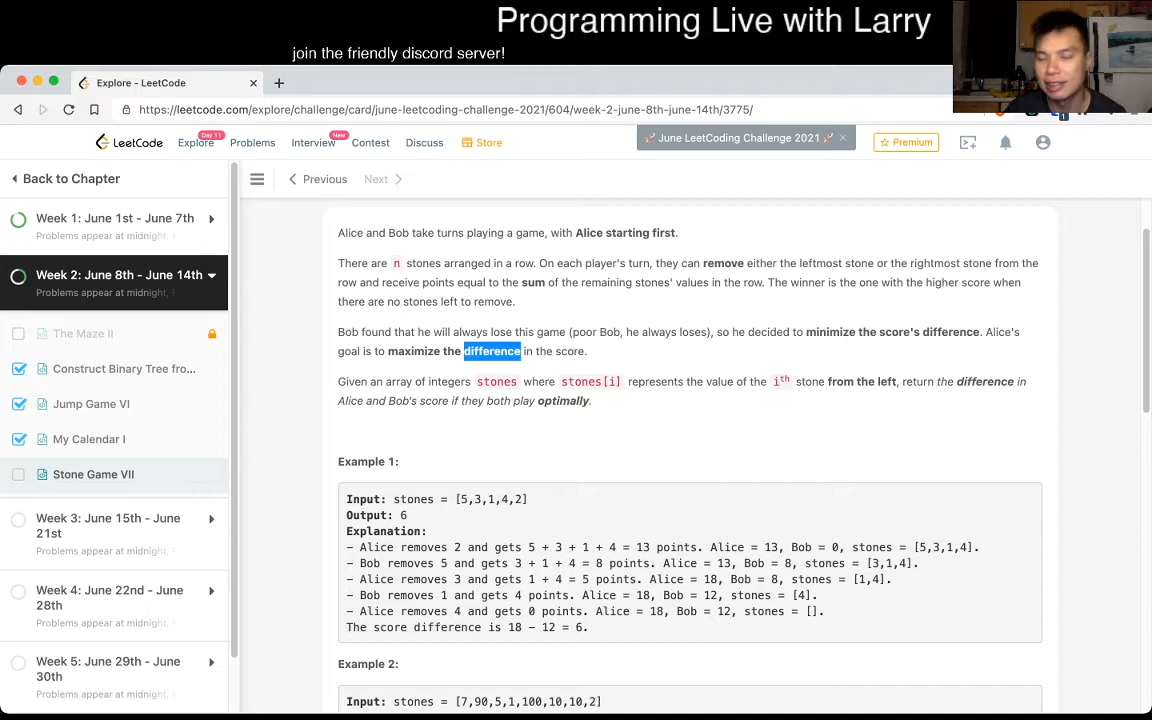 Programming Live with Larry
join the friendly discord server!
Explore - LeetCode
https://leetcode.com/explore/challenge/card/june-leetcoding-challenge-2021/604/week-2-june-8th-june-14th/3775/
LeetCode
Explore
Day 11
Problems
Interview
New
Contest
Discuss
Store
June LeetCoding Challenge 2021
Premium
Back to Chapter
Previous
Next
Week 1: June 1st - June 7th
Problems appear at midnight,
Week 2: June 8th - June 14th
Problems appear at midnight,
The Maze II
Construct Binary Tree fro...
Jump Game VI
My Calendar I
Stone Game VII
Week 3: June 15th - June
21st
Problems appear at midnight,
Week 4: June 22nd - June
28th
Problems appear at midnight,
Week 5: June 29th - June
30th
Problems appear at midnight,
Alice and Bob take turns playing a game, with Alice starting first.
There are n stones arranged in a row. On each player's turn, they can remove either the leftmost stone or the rightmost stone from the
row and receive points equal to the sum of the remaining stones' values in the row. The winner is the one with the higher score when
there are no stones left to remove.
Bob found that he will always lose this game (poor Bob, he always loses), so he decided to minimize the score's difference. Alice's
goal is to maximize the difference in the score.
Given an array of integers stones where stones[i] represents the value of the ith stone from the left, return the difference in
Alice and Bob's score if they both play optimally.
Example 1:
Input: stones = [5,3,1,4,2]
Output: 6
Explanation:
- Alice removes 2 and gets 5 + 3 + 1 + 4 = 13 points. Alice = 13, Bob = 0, stones = [5,3,1,4].
- Bob removes 5 and gets 3 + 1 + 4 = 8 points. Alice = 13, Bob = 8, stones = [3,1,4].
- Alice removes 3 and gets 1 + 4 = 5 points. Alice = 18, Bob = 8, stones = [1,4].
- Bob removes 1 and gets 4 points. Alice = 18, Bob = 12, stones = [4].
- Alice removes 4 and gets 0 points. Alice = 18, Bob = 12, stones = [].
The score difference is 18 - 12 = 6.
Example 2:
Input: stones = [7,90,5,1,100,10,10,2]